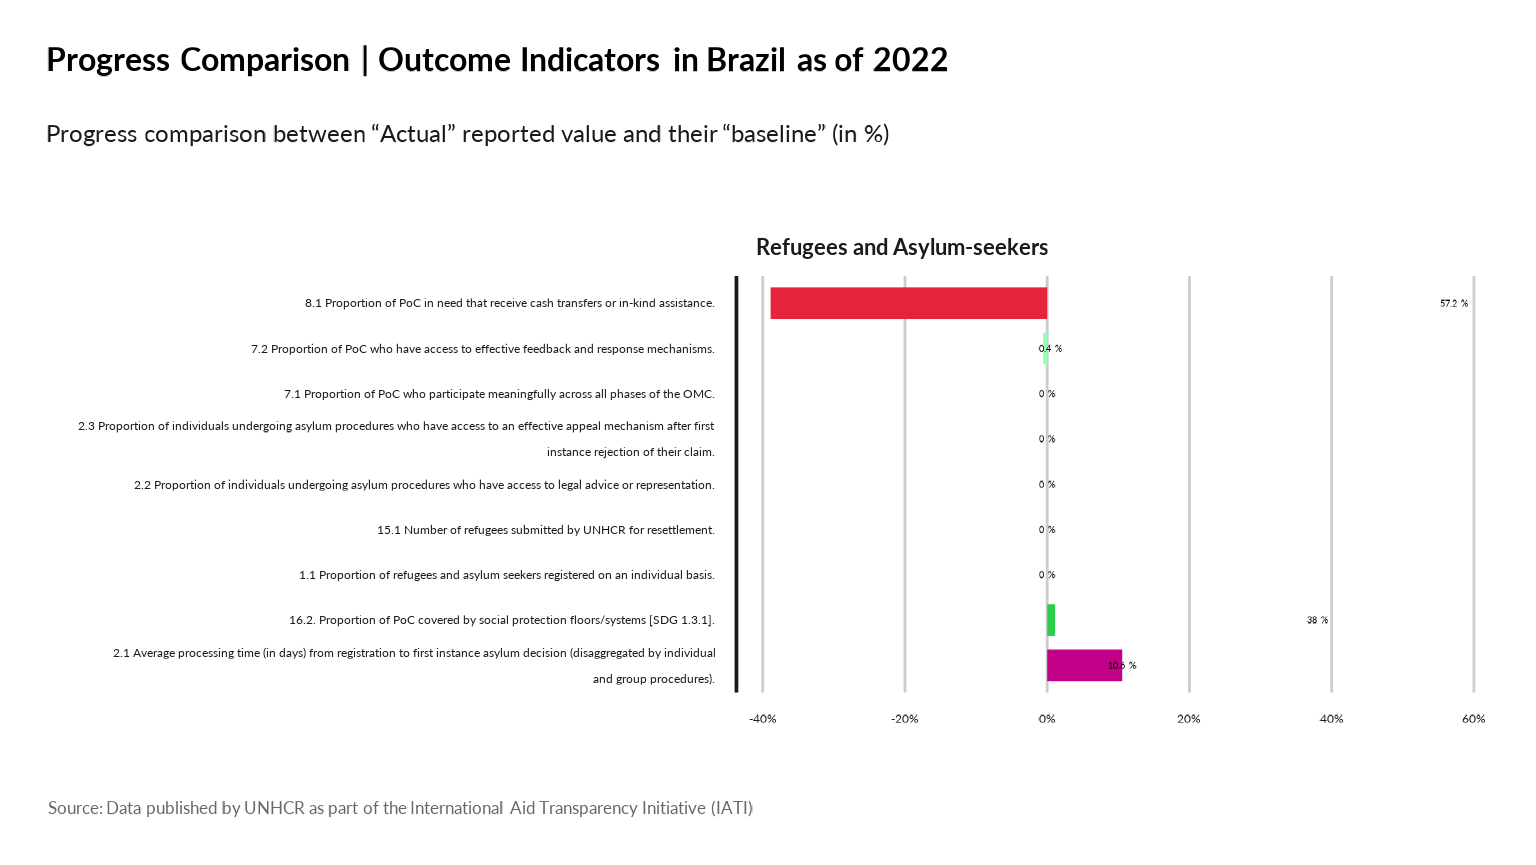 Progress Comparison | Outcome Indicators in Brazil as of 2022
Progress comparison between “Actual” reported value and their “baseline” (in %)
Refugees and Asylum-seekers
8.1 Proportion of PoC in need that receive cash transfers or in-kind assistance.
57.2 %
7.2 Proportion of PoC who have access to effective feedback and response mechanisms.
0.4 %
7.1 Proportion of PoC who participate meaningfully across all phases of the OMC.
0 %
2.3 Proportion of individuals undergoing asylum procedures who have access to an effective appeal mechanism after first
instance rejection of their claim.
0 %
2.2 Proportion of individuals undergoing asylum procedures who have access to legal advice or representation.
0 %
15.1 Number of refugees submitted by UNHCR for resettlement.
0 %
1.1 Proportion of refugees and asylum seekers registered on an individual basis.
0 %
16.2. Proportion of PoC covered by social protection floors/systems [SDG 1.3.1].
38 %
2.1 Average processing time (in days) from registration to first instance asylum decision (disaggregated by individual
and group procedures).
10.6 %
-40% -20% 0% 20% 40% 60%
Source: Data published by UNHCR as part of the International Aid Transparency Initiative (IATI)